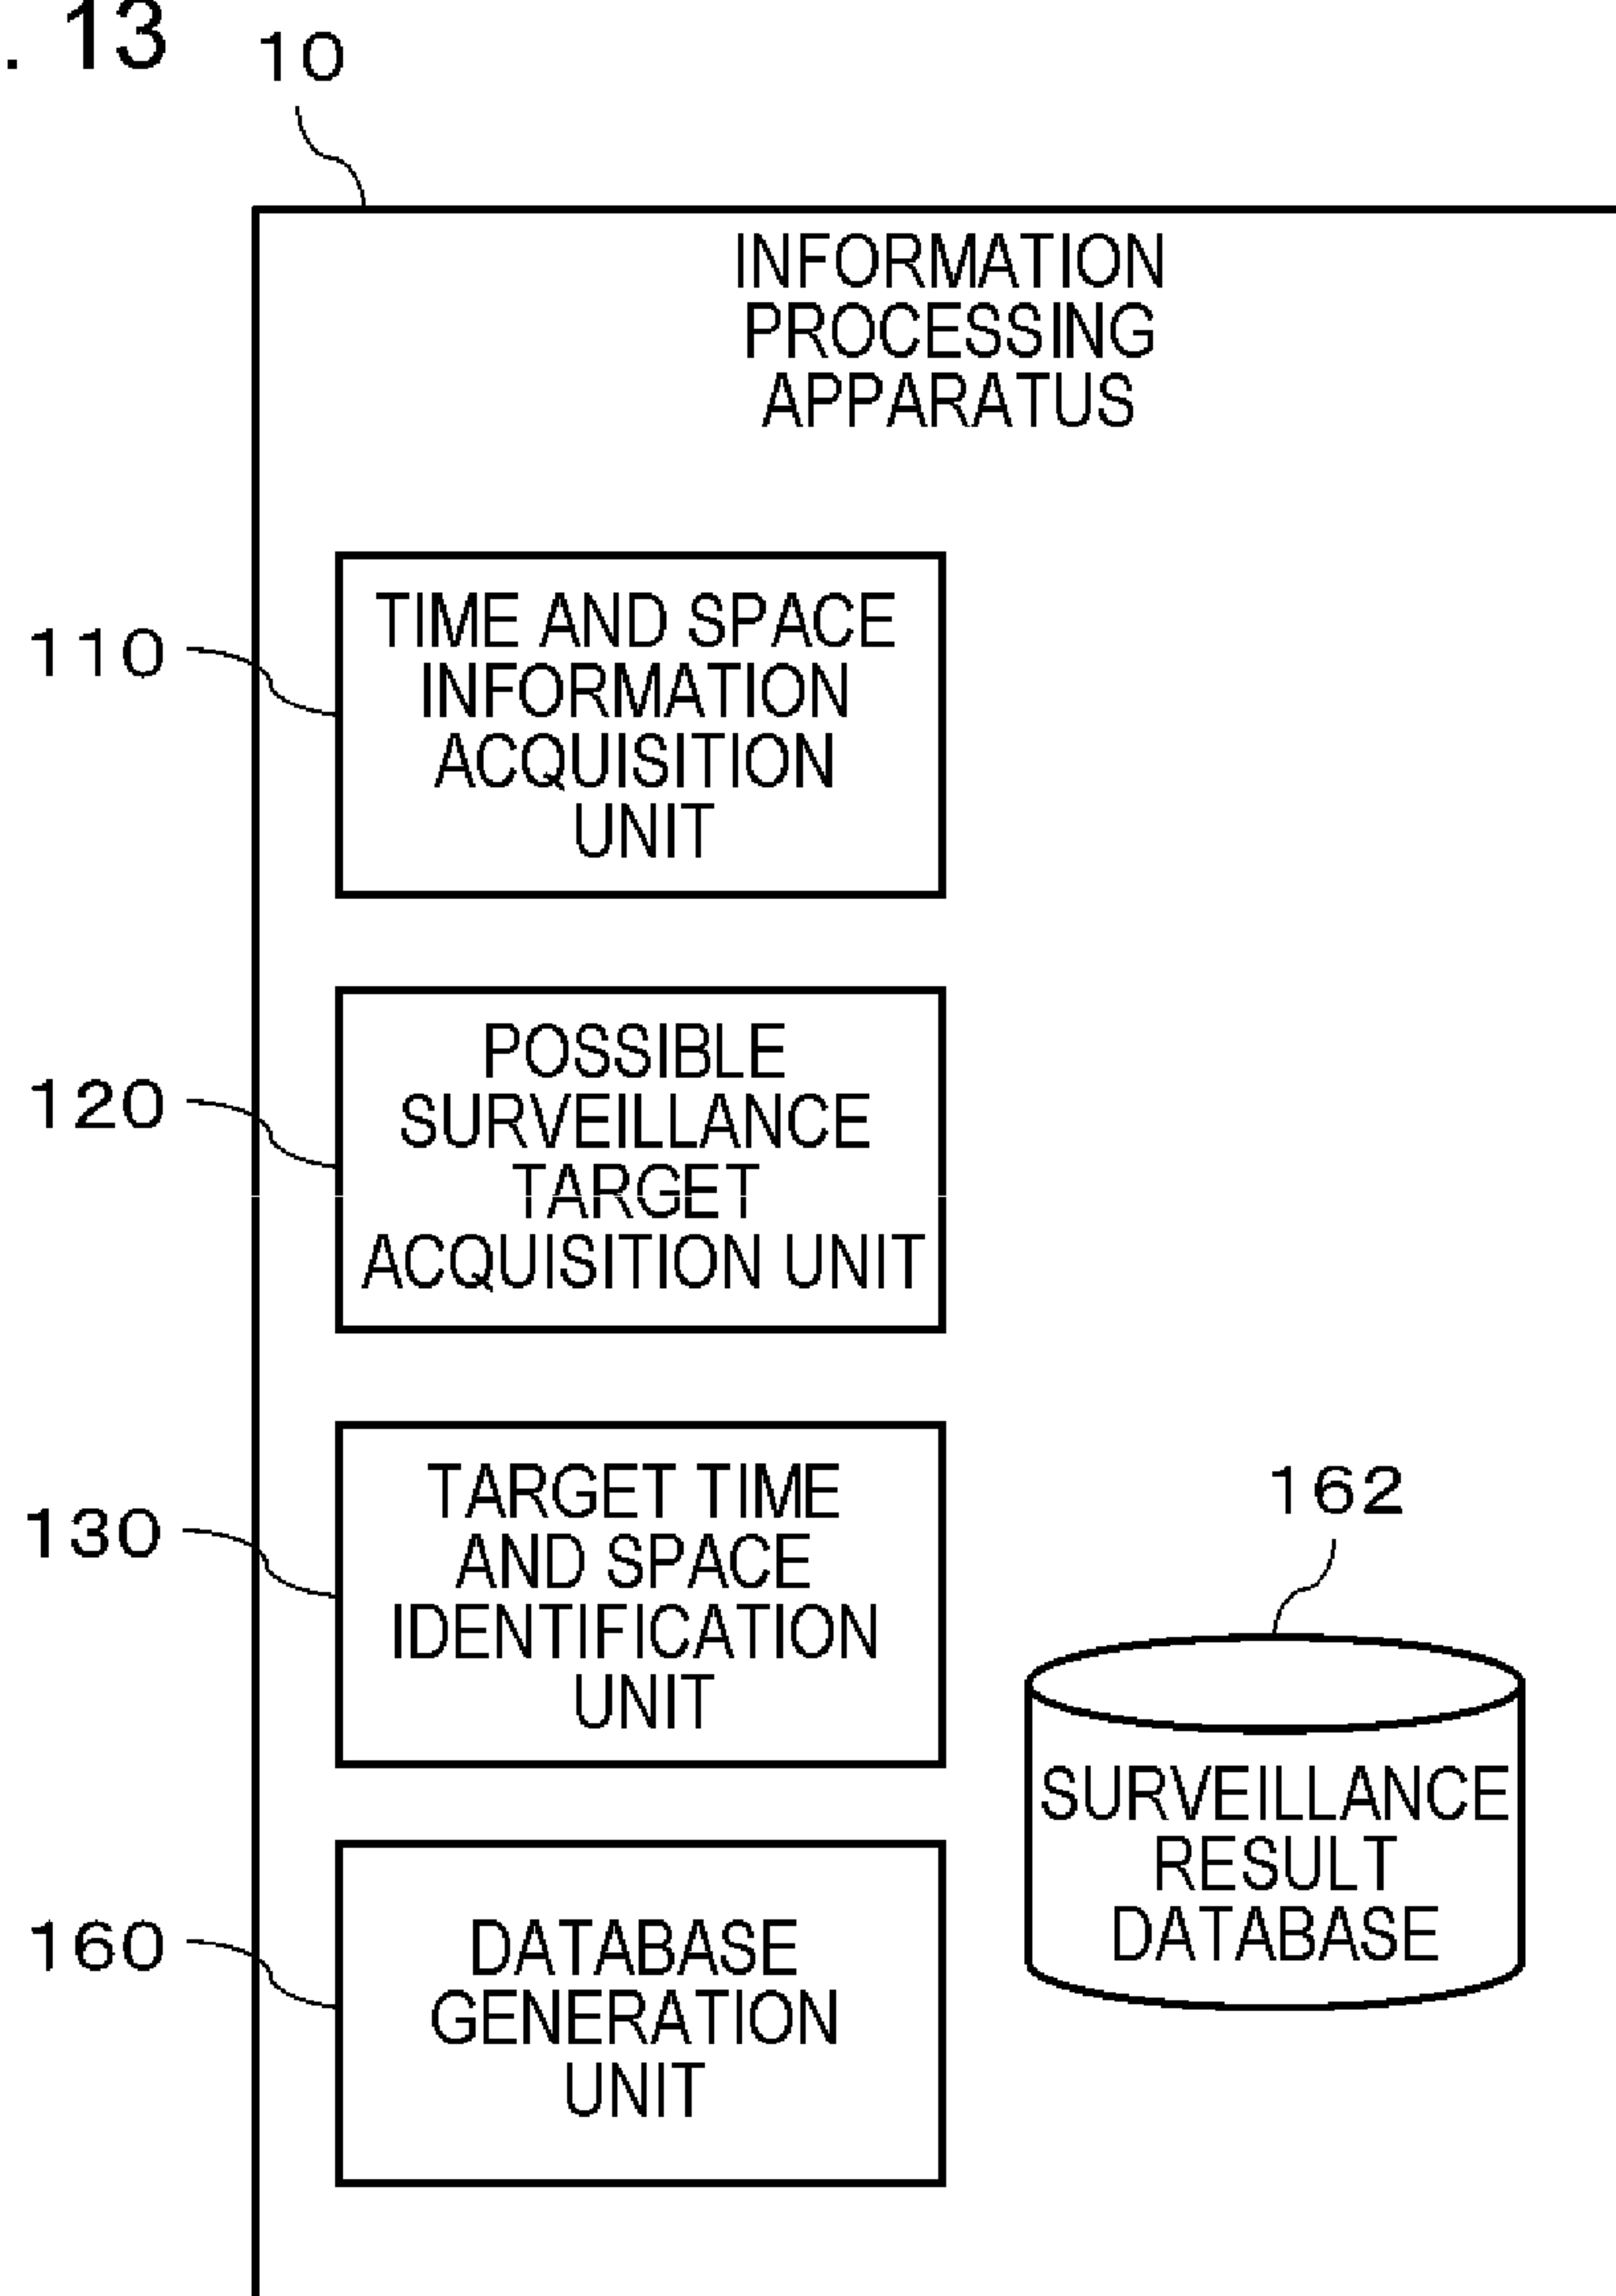 . 13
10
INFORMATION
PROCESSING
APPARATUS
110
TIME AND SPACE
INFORMATION
ACQUISITION
UNIT
120
POSSIBLE
SURVEILLANCE
TARGET
ACQUISITION UNIT
130
TARGET TIME
AND SPACE
IDENTIFICATION
UNIT
162
SURVEILLANCE
RESULT
DATABASE
160
DATABASE
GENERATION
UNIT